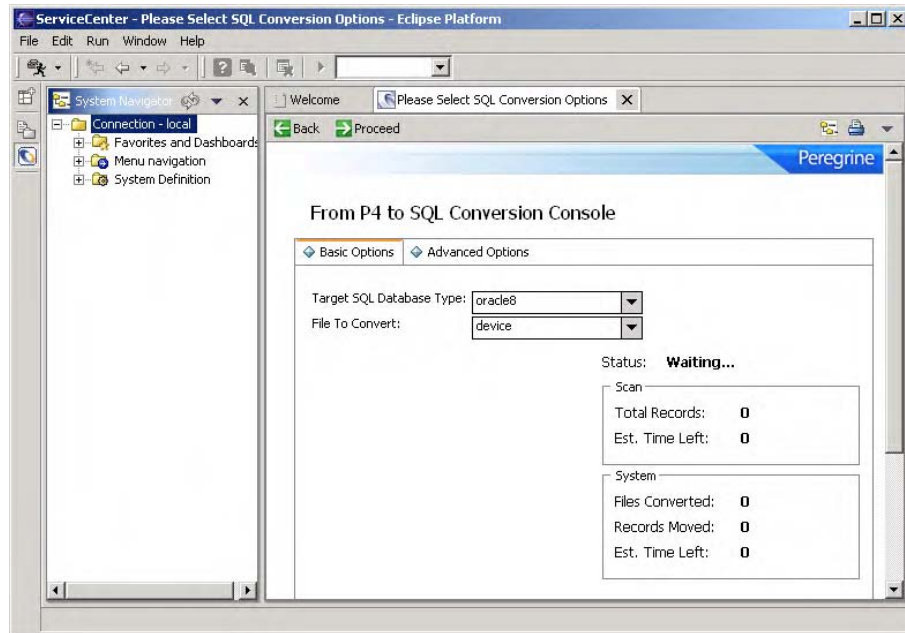 ServiceCenter - Please Select SQL Conversion Options - Eclipse Platform
File Edit Run Window Help
System Navigator
Welcome
Please Select SQL Conversion Options
Connection - local
Favorites and Dashboards
Menu navigation
System Definition
Back Proceed
Peregrine
From P4 to SQL Conversion Console
Basic Options Advanced Options
Target SQL Database Type: oracle8
File To Convert: device
Status: Waiting...
Scan
Total Records: 0
Est. Time Left: 0
System
Files Converted: 0
Records Moved: 0
Est. Time Left: 0